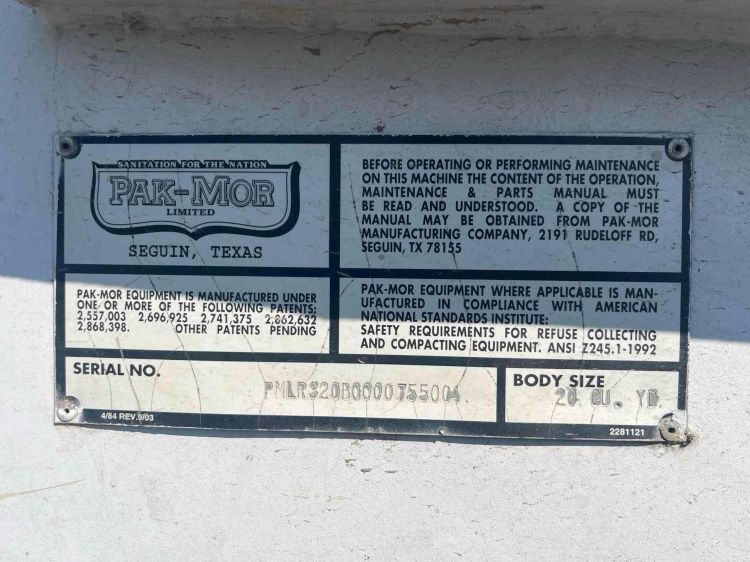 SANITATION FOR THE NATION
PAK-MOR
LIMITED
SEGUIN, TEXAS
BEFORE OPERATING OR PERFORMING MAINTENANCE
ON THIS MACHINE THE CONTENT OF THE OPERATION,
MAINTENANCE & PARTS MANUAL MUST
BE READ AND UNDERSTOOD. A COPY OF THE
MANUAL MAY BE OBTAINED FROM PAK-MOR
MANUFACTURING COMPANY, 2191 RUDELOFF RD,
SEGUIN, TX 78155
PAK-MOR EQUIPMENT IS MANUFACTURED UNDER
ONE OR MORE OF THE FOLLOWING PATENTS:
2,557,003 2,696,925 2,741,375 2,862,632
2,868,398. OTHER PATENTS PENDING
PAK-MOR EQUIPMENT WHERE APPLICABLE IS MAN-
UFACTURED IN COMPLIANCE WITH AMERICAN
NATIONAL STANDARDS INSTITUTE:
SAFETY REQUIREMENTS FOR REFUSE COLLECTING
AND COMPACTING EQUIPMENT. ANSI Z245.1-1992
SERIAL NO.
PMLRS20B0000755004
BODY SIZE
20 CU. YD.
4/84 REV.9/03
2281121